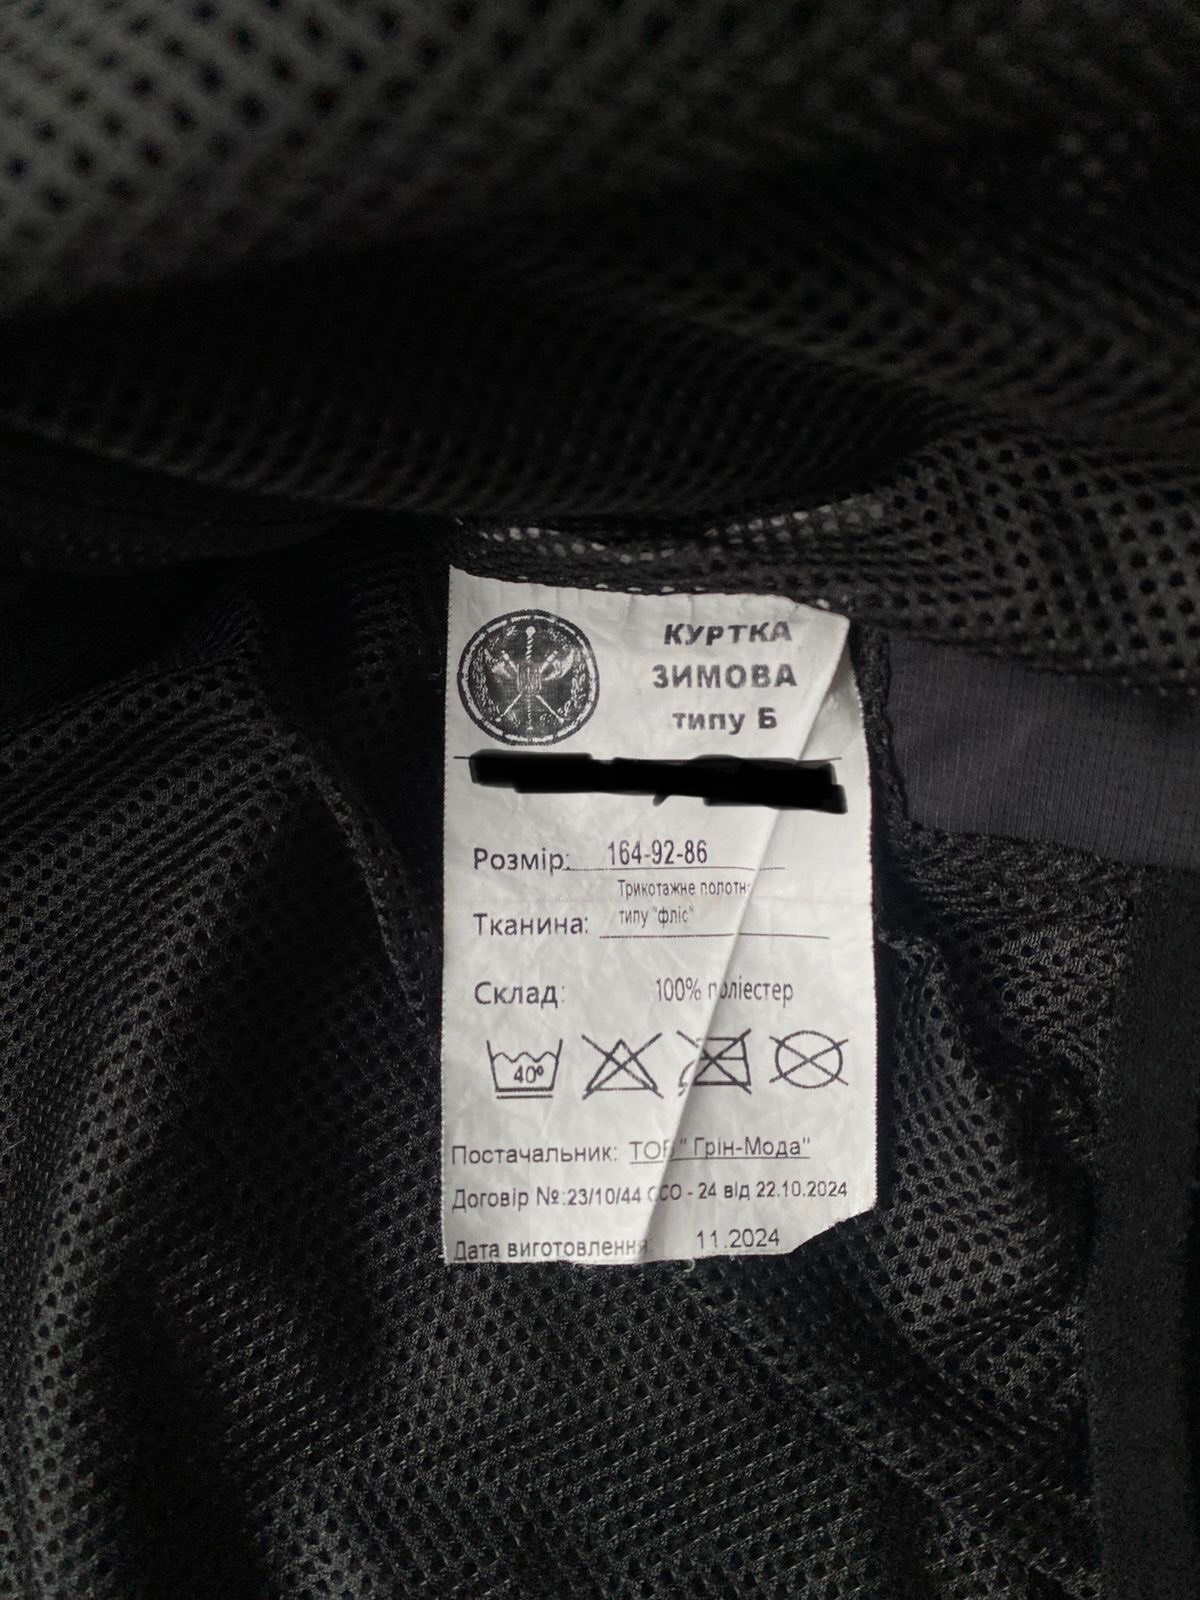 КУРТКА
ЗИМОВА
типу Б
Розмір: 164-92-86
Трикотажне
Тканина: типу "фліс"
Склад: 100% поліестер
40°
Постачальник: ТОВ "Грін-Мода"
Договір №:23/10/44 ССО - 24 від 22.10.2024
Дата виготовлення: 11.2024